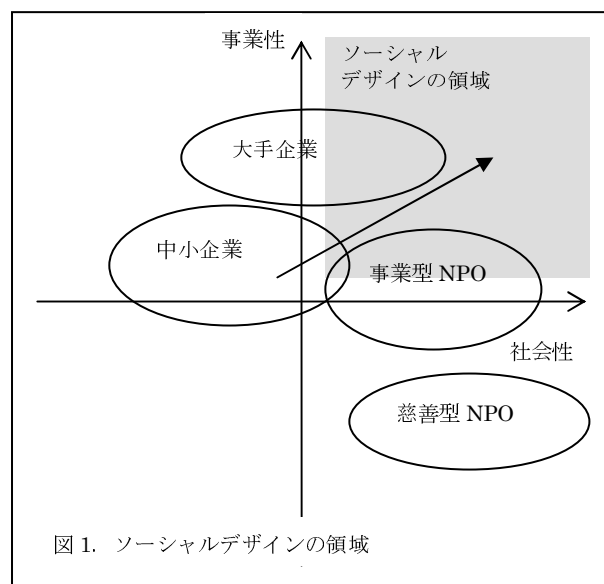 事業性
ソーシャル
デザインの領域
大手企業
中小企業
事業型 NPO
社会性
慈善型 NPO
図 1. ソーシャルデザインの領域